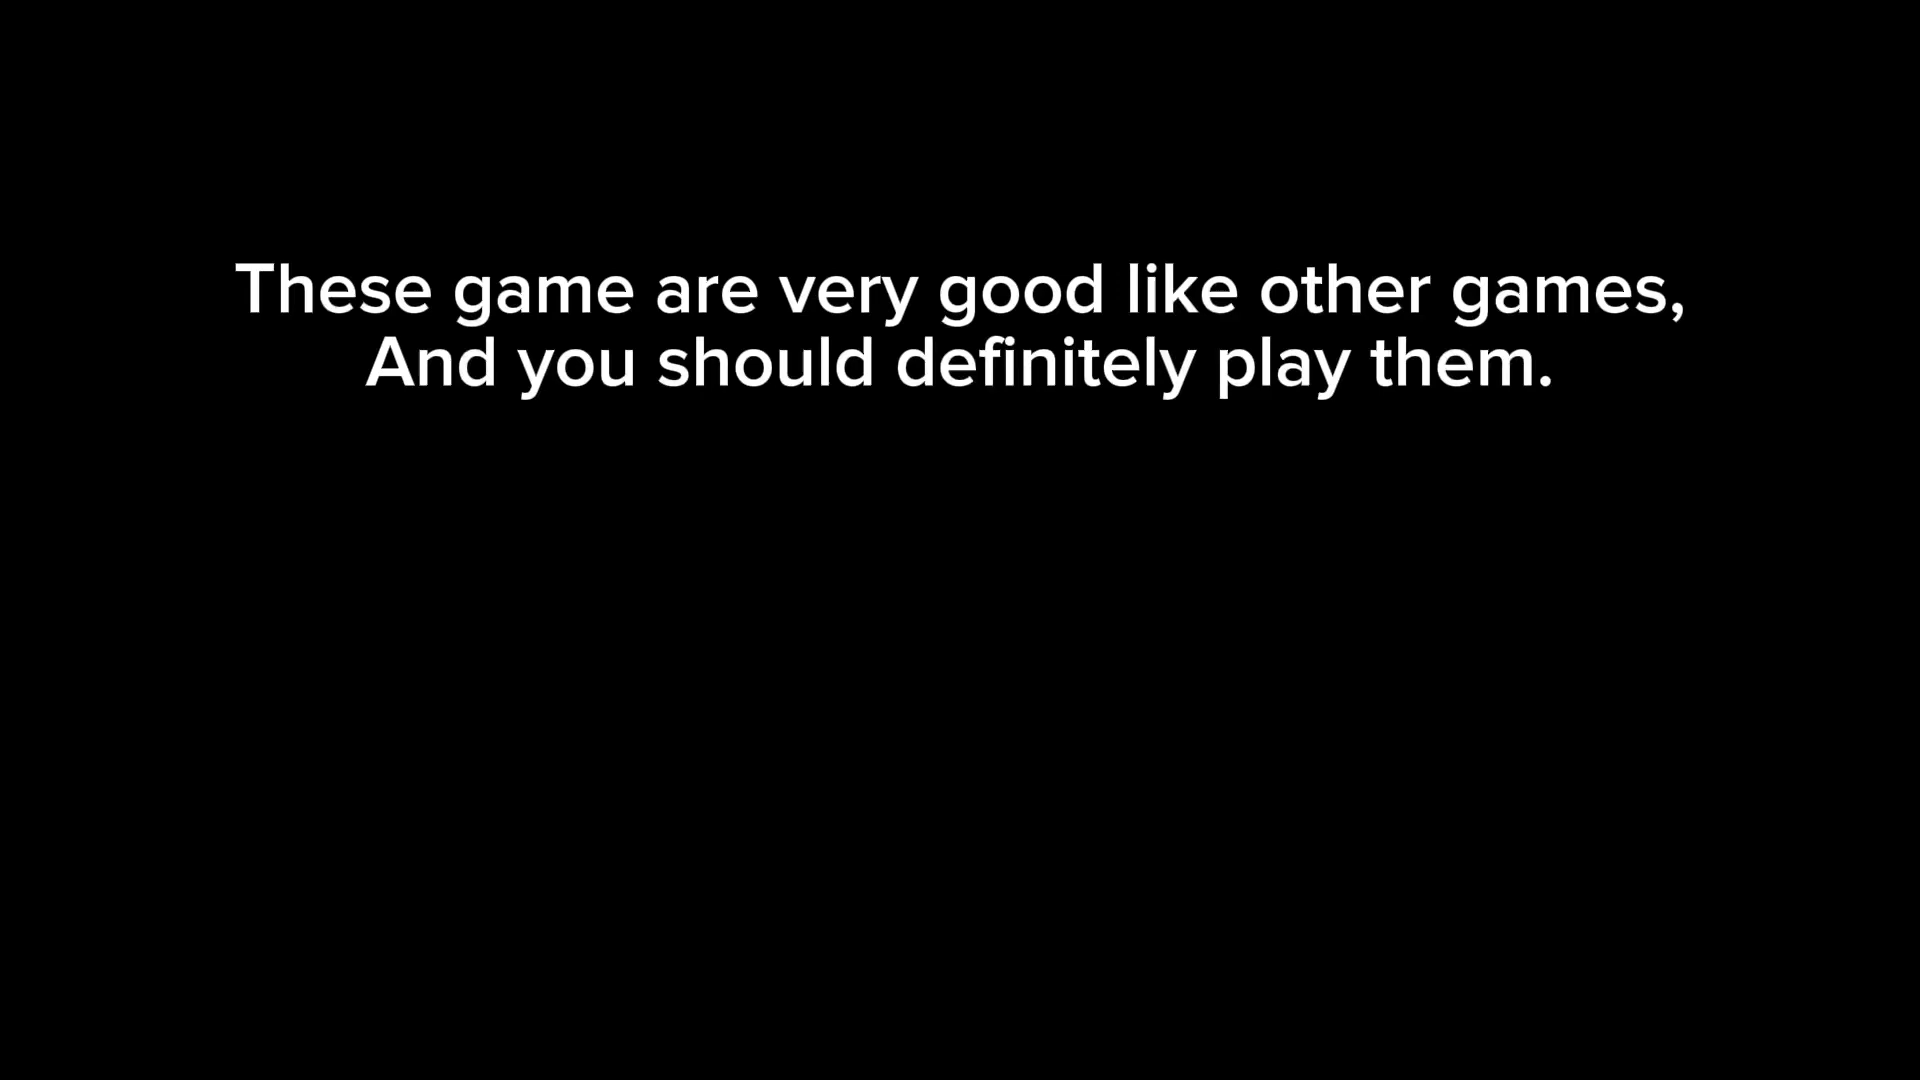 These game are very good like other games,
And you should definitely play them.